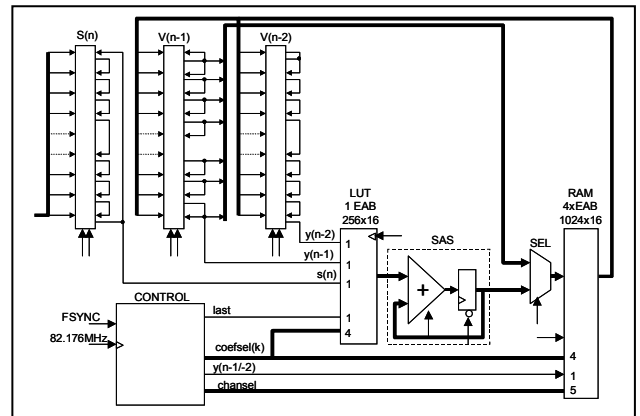 S(n)
V(n-1)
V(n-2)
LUT
1 EAB
256x16
RAM
4xEAB
1024x16
SAS
SEL
y(n-2)
1
y(n-1)
1
s(n)
1
+
CONTROL
FSYNC
last
1
4
82.176MHz
coefsel(k)
4
y(n-1/-2)
1
chansel
5